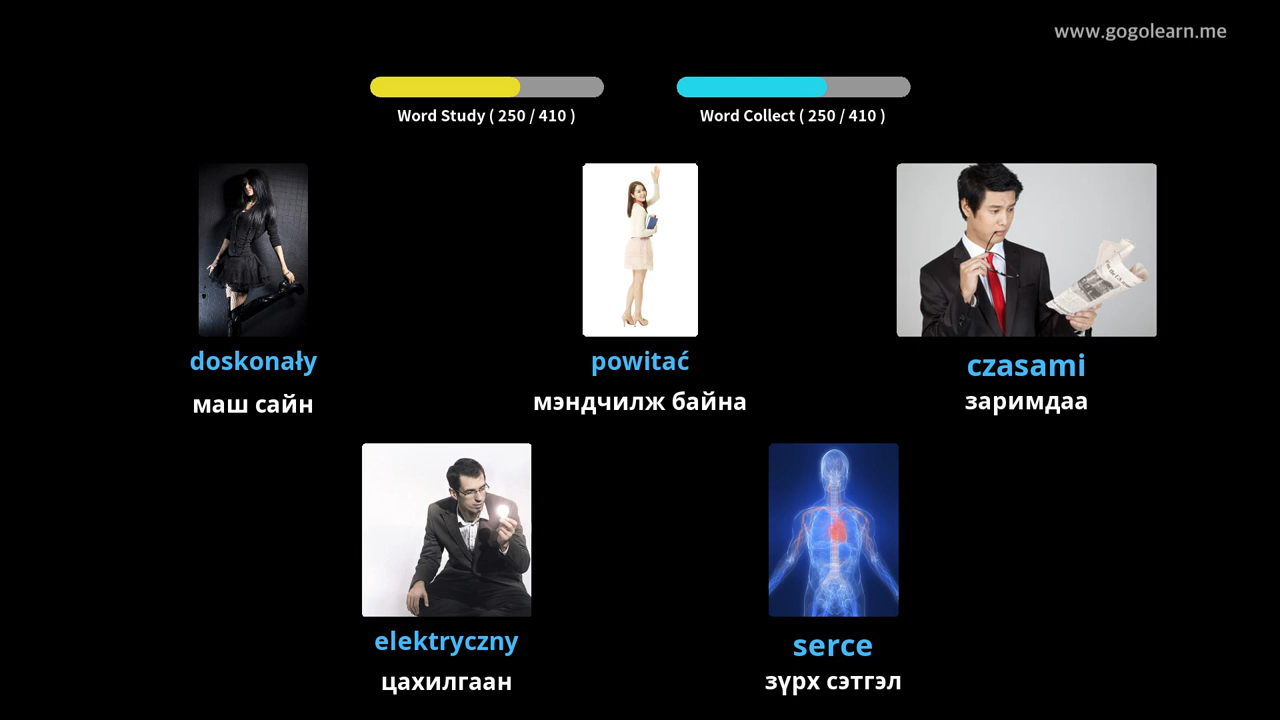 www.gogolearn.me
Word Study ( 250 / 410 )
Word Collect ( 250 / 410 )
doskonały
powitać
czasami
маш сайн
мэндчилж байна
заримдаа
elektryczny
serce
цахилгаан
зүрх сэтгэл